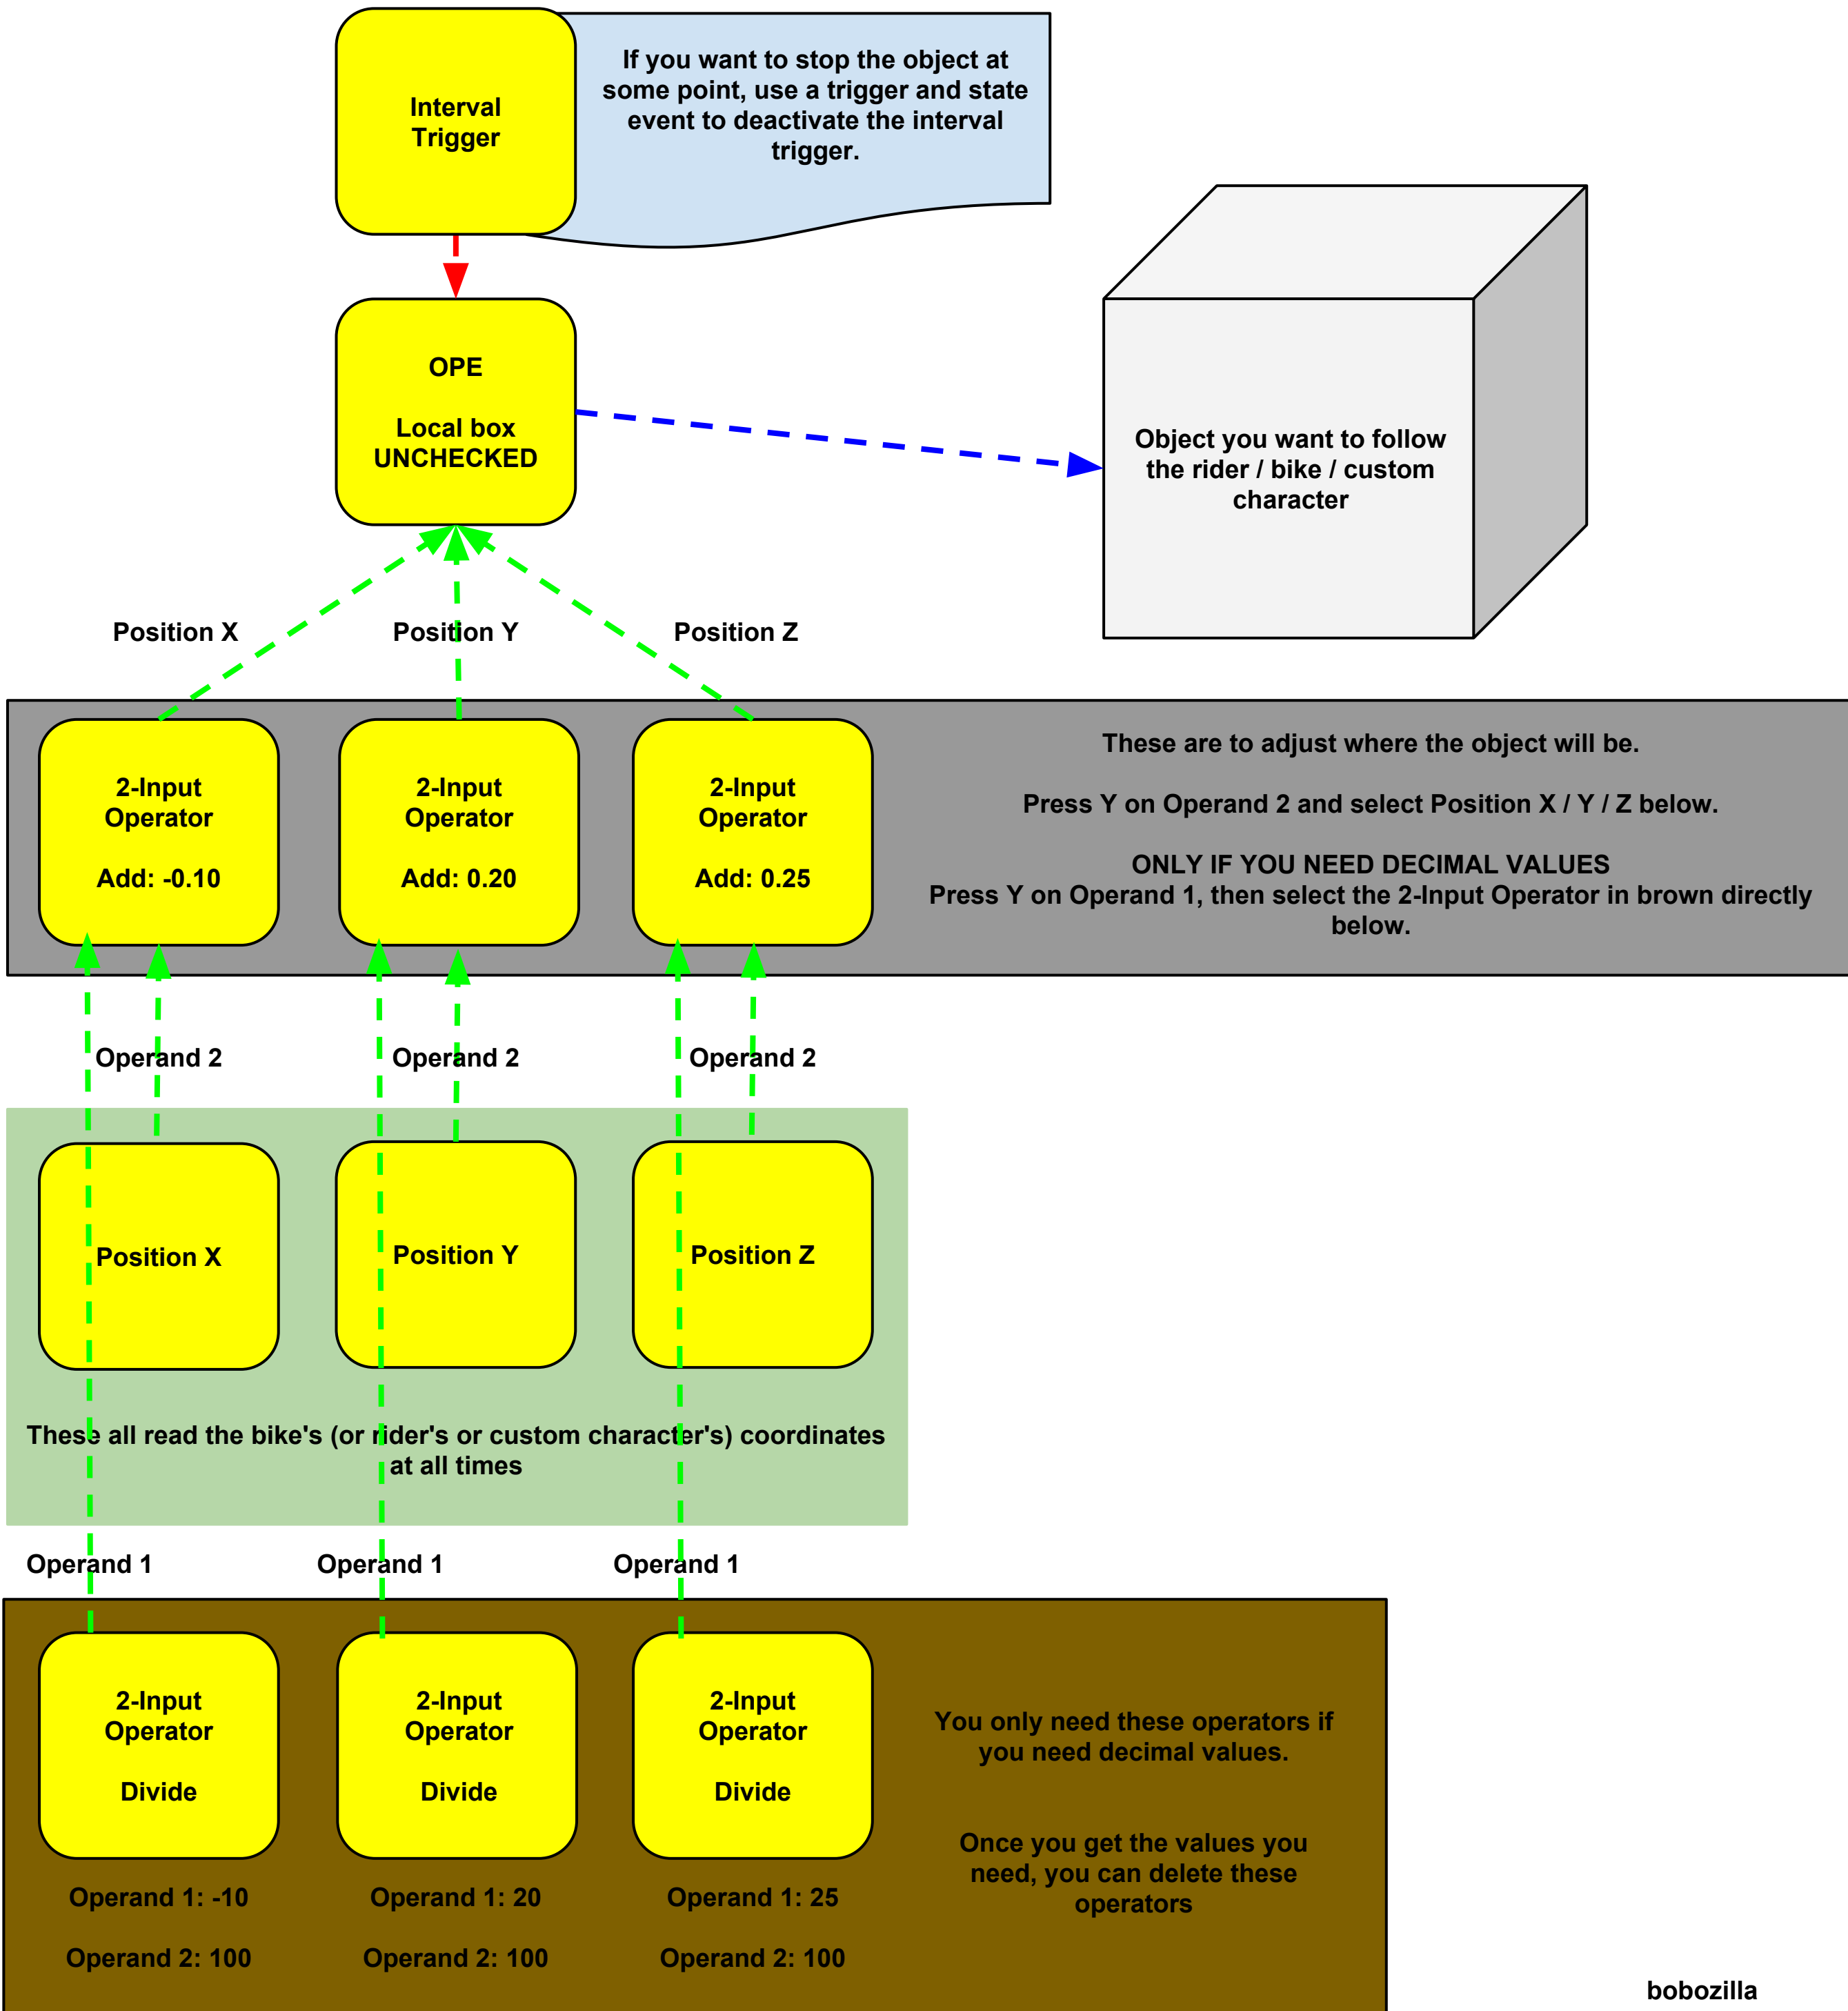 Interval
Trigger
If you want to stop the object at
some point, use a trigger and state
event to deactivate the interval
trigger.
OPE
Local box
UNCHECKED
Object you want to follow
the rider / bike / custom
character
Position X
Position Y
Position Z
2-Input
Operator
Add: -0.10
2-Input
Operator
Add: 0.20
2-Input
Operator
Add: 0.25
These are to adjust where the object will be.
Press Y on Operand 2 and select Position X / Y / Z below.
ONLY IF YOU NEED DECIMAL VALUES
Press Y on Operand 1, then select the 2-Input Operator in brown directly
below.
Operand 2
Operand 2
Operand 2
Position X
Position Y
Position Z
These all read the bike's (or rider's or custom character's) coordinates
at all times
Operand 1
Operand 1
Operand 1
2-Input
Operator
Divide
2-Input
Operator
Divide
2-Input
Operator
Divide
Operand 1: -10
Operand 2: 100
Operand 1: 20
Operand 2: 100
Operand 1: 25
Operand 2: 100
You only need these operators if
you need decimal values.
Once you get the values you
need, you can delete these
operators
bobozilla